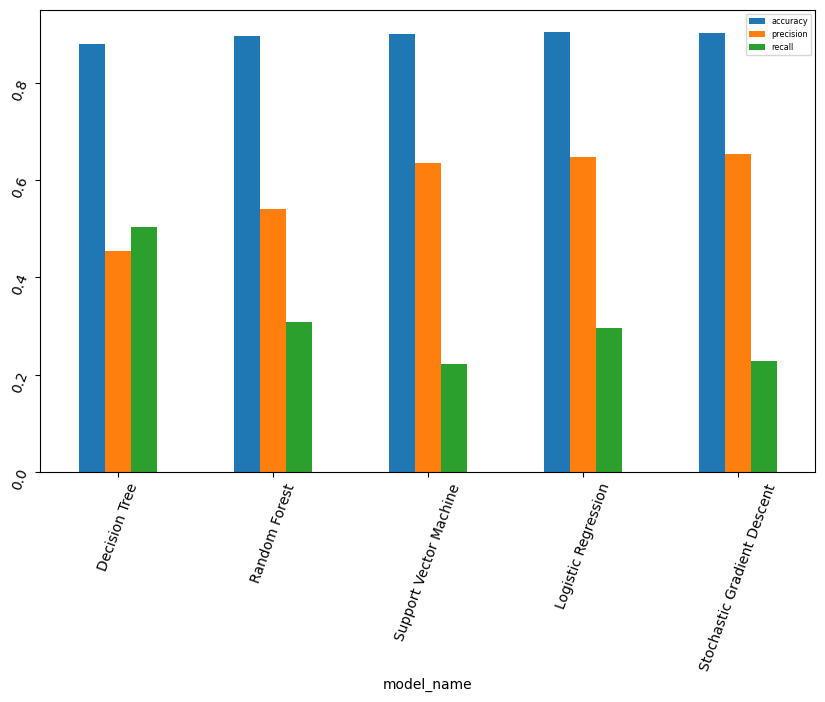 accuracy
precision
recall
0.8
0.6
0.4
0.2
0.0
Decision Tree
Random Forest
Support Vector Machine
Logistic Regression
Stochastic Gradient Descent
model_name